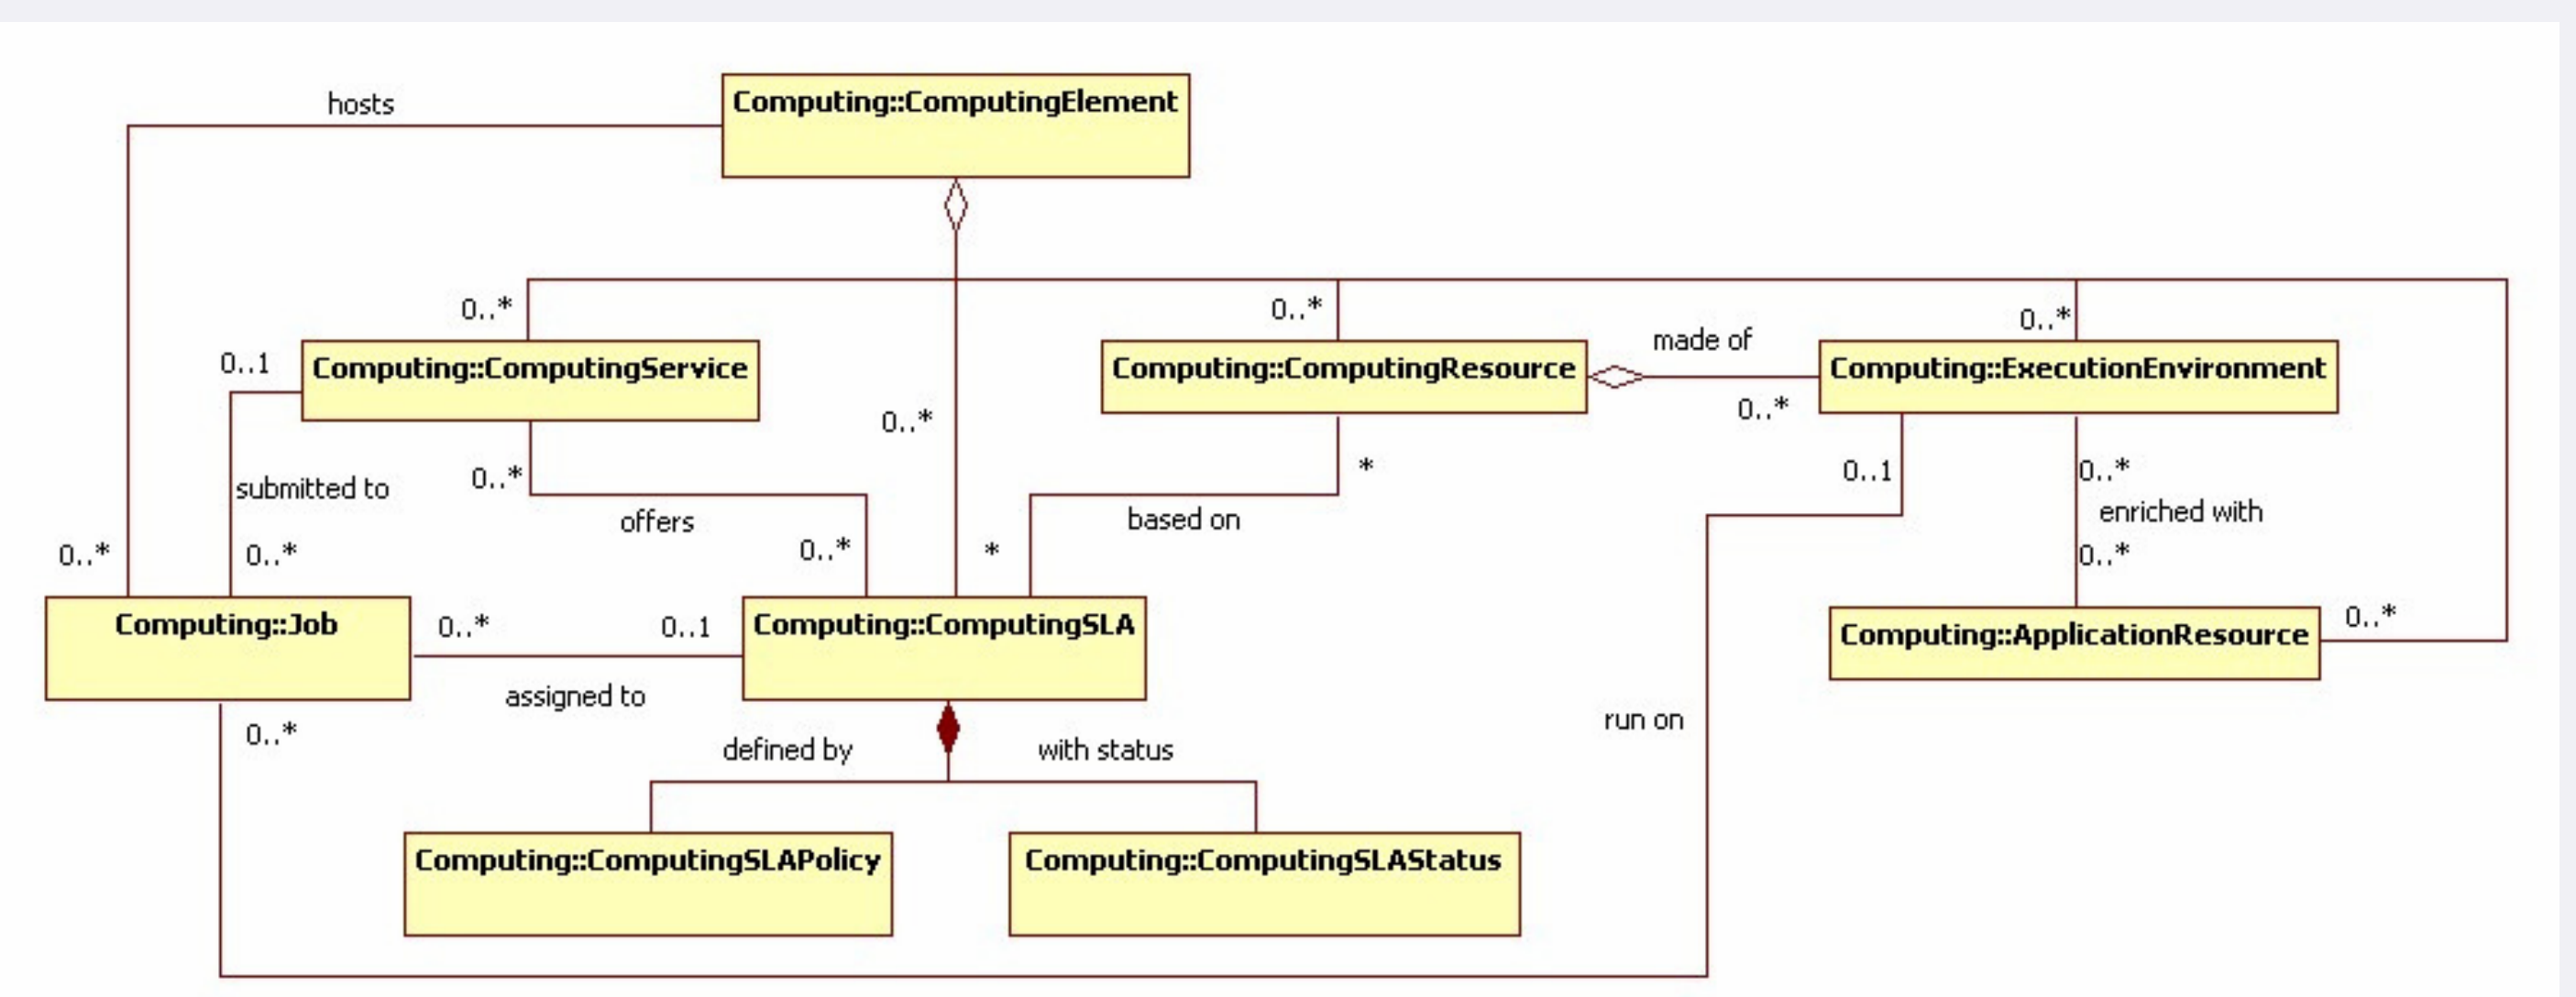 hosts
Computing::ComputingElement
0..*
0..*
0..*
0..1
Computing::ComputingService
0..*
Computing::ComputingResource
made of
0..*
Computing::ExecutionEnvironment
submitted to
0..*
offers
*
based on
0..1
0..*
enriched with
0..*
0..*
0..*
0..*
*
Computing::Job
0..*
0..1
assigned to
Computing::ComputingSLA
Computing::ApplicationResource
0..*
0..*
defined by
with status
run on
Computing::ComputingSLAPolicy
Computing::ComputingSLAStatus